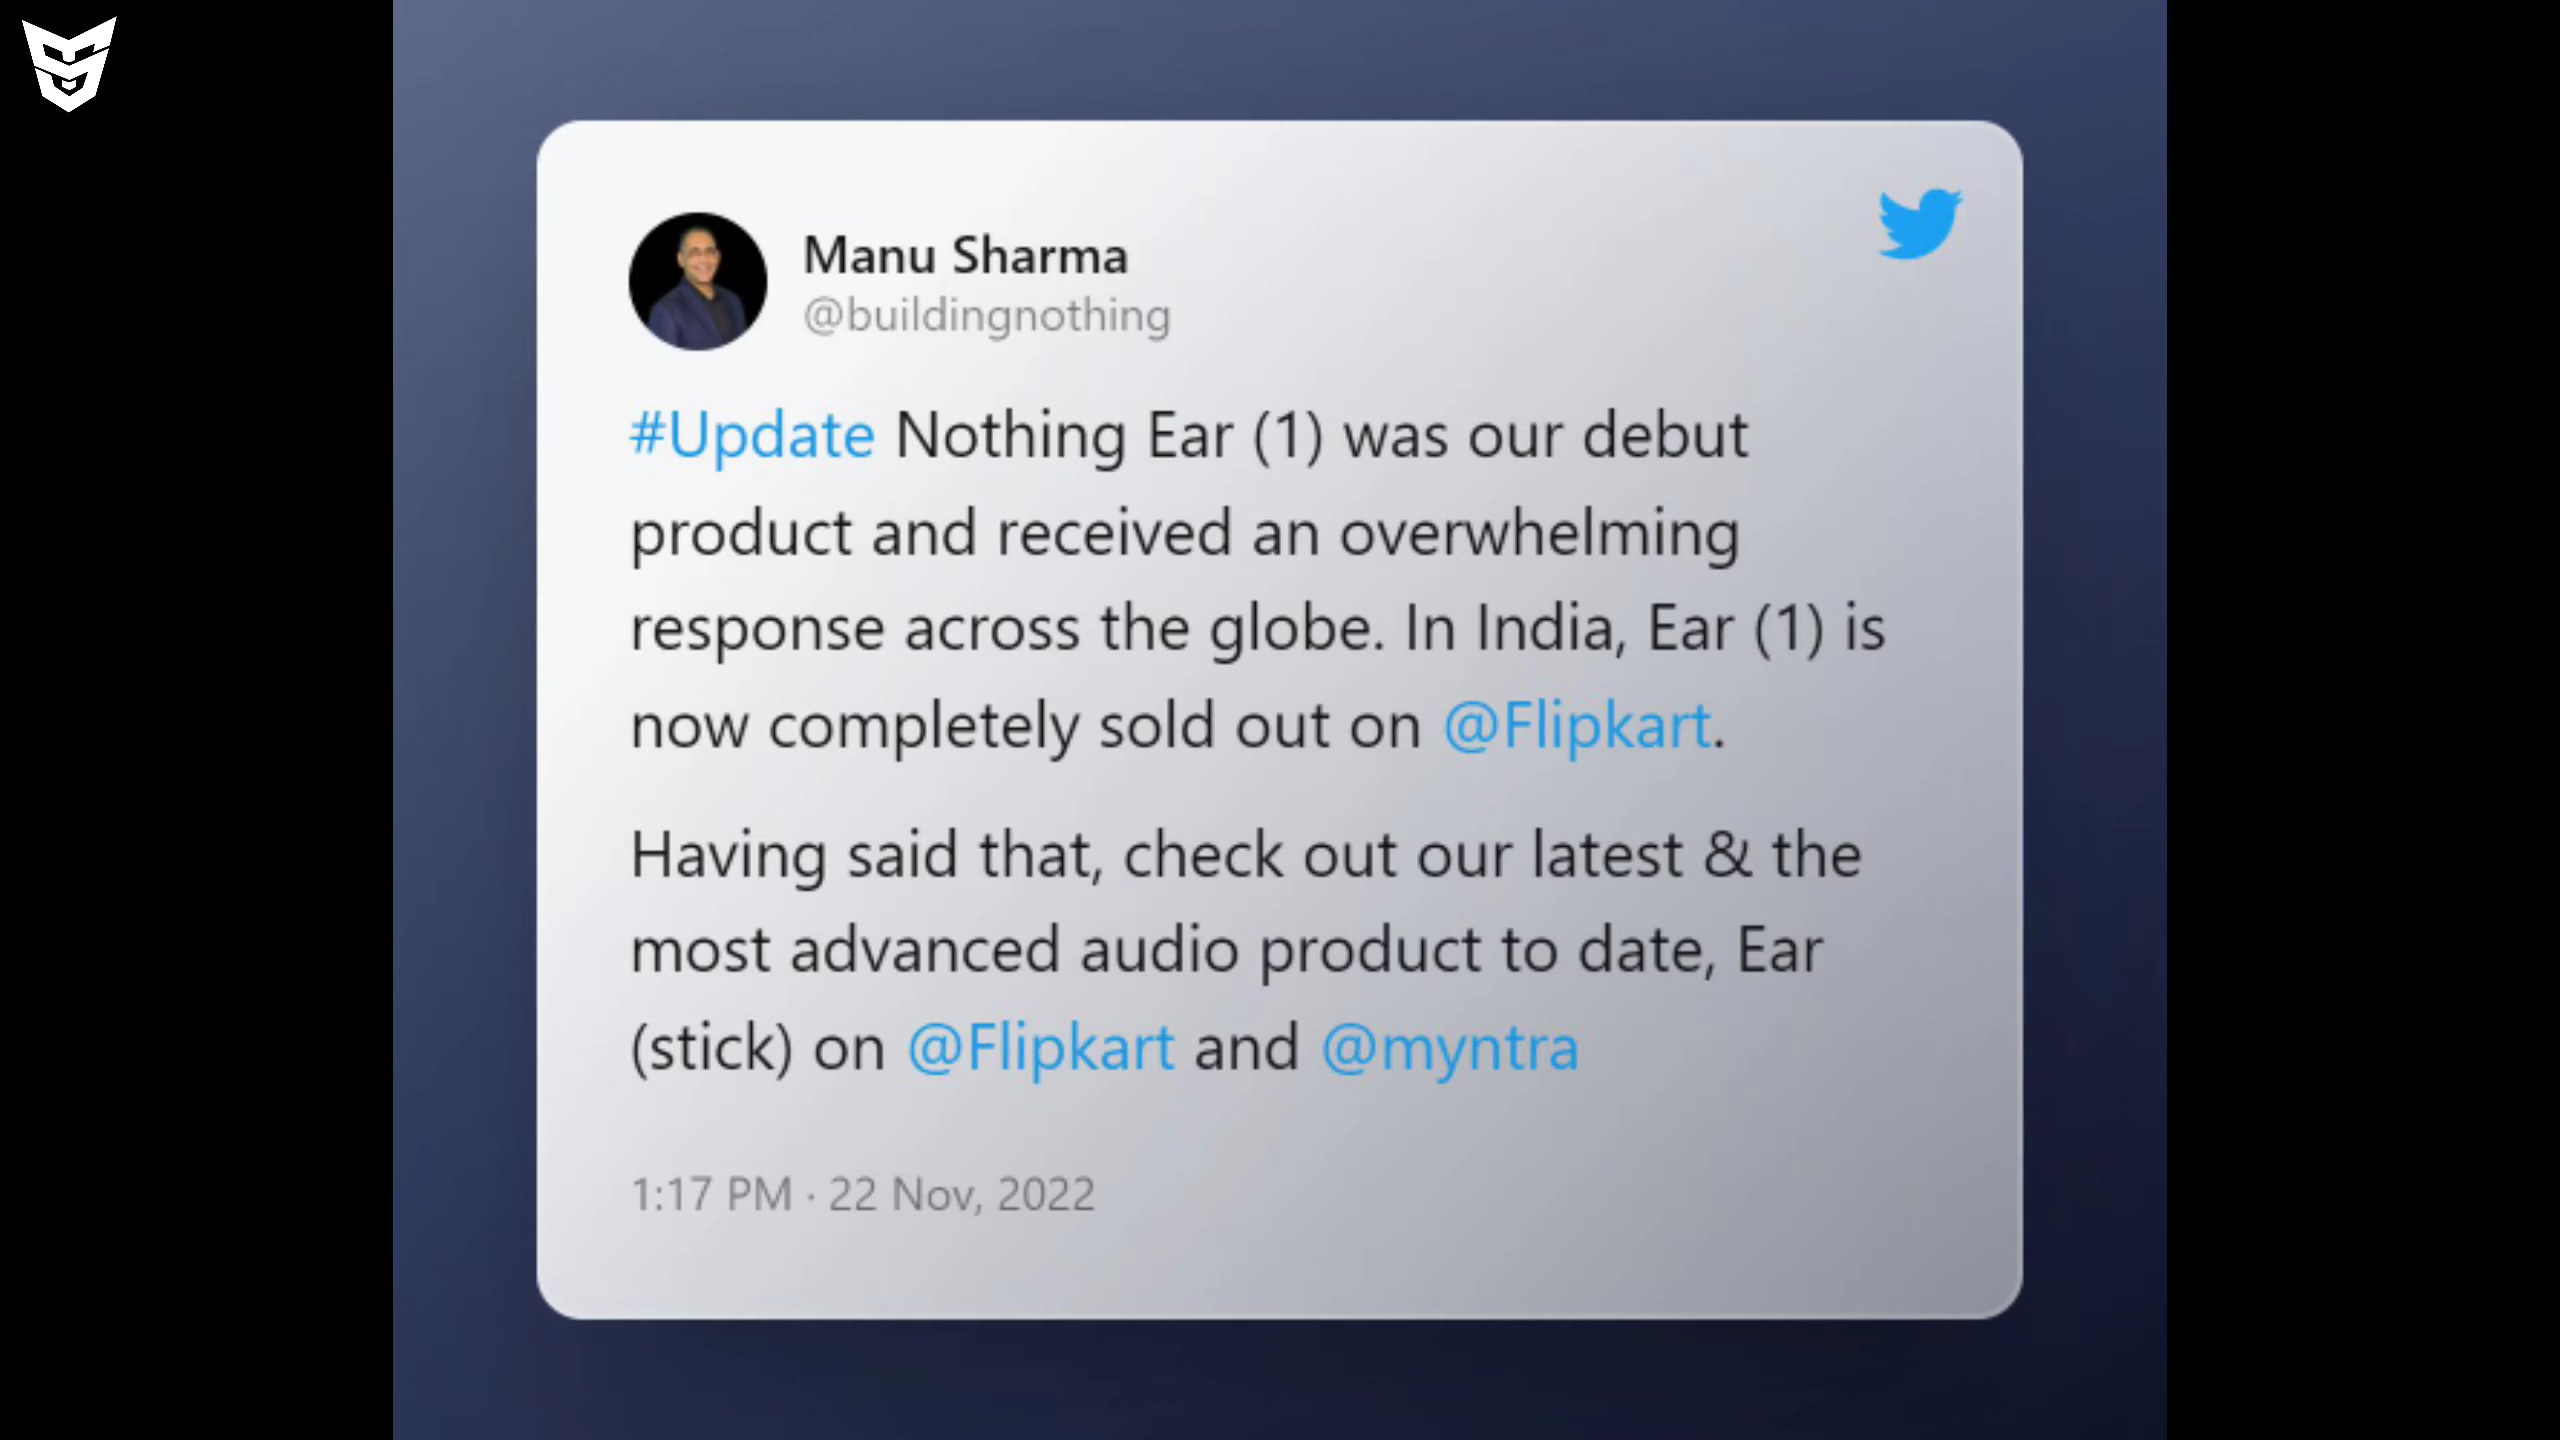 Manu Sharma
@buildingnothing
#Update Nothing Ear (1) was our debut
product and received an overwhelming
response across the globe. In India, Ear (1) is
now completely sold out on @Flipkart.
Having said that, check out our latest & the
most advanced audio product to date, Ear
(stick) on @Flipkart and @myntra
1:17 PM · 22 Nov, 2022